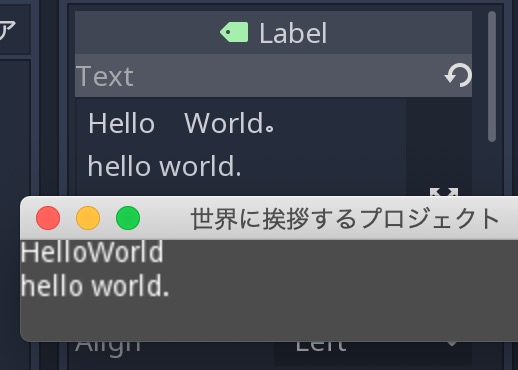 ア
Label
Text
Hello　World。
hello world.
世界に挨拶するプロジェクト
HelloWorld
hello world.
Align
Left